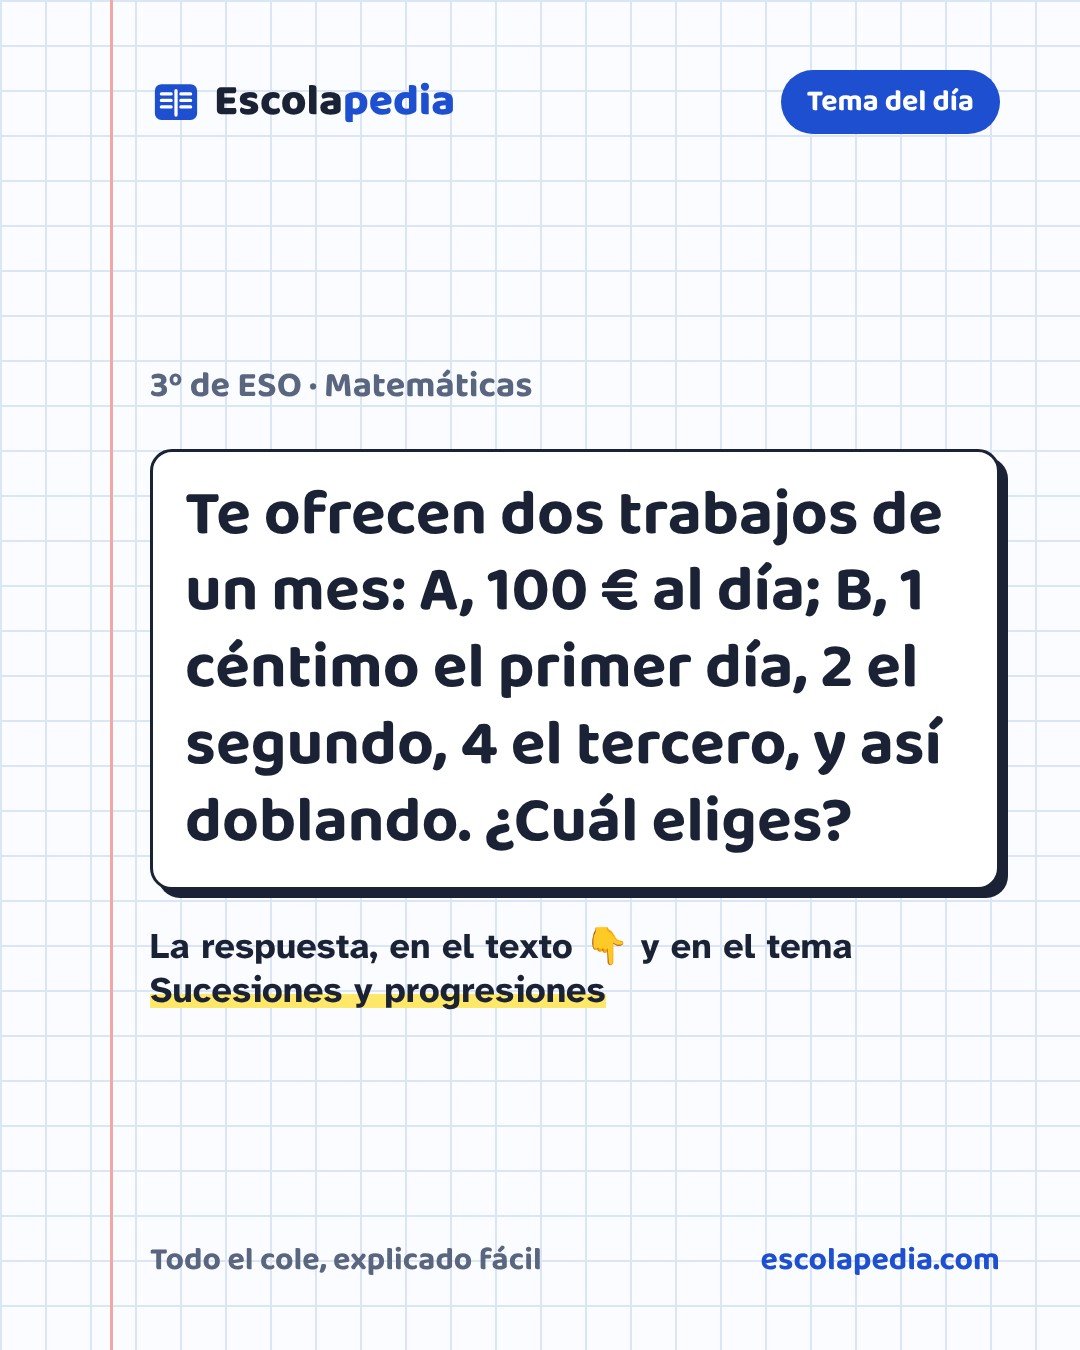 Escolapedia
Tema del día
3º de ESO · Matemáticas
Te ofrecen dos trabajos de
un mes: A, 100 € al día; B, 1
céntimo el primer día, 2 el
segundo, 4 el tercero, y así
doblando. ¿Cuál eliges?
La respuesta, en el texto 👇 y en el tema
Sucesiones y progresiones
Todo el cole, explicado fácil
escolapedia.com